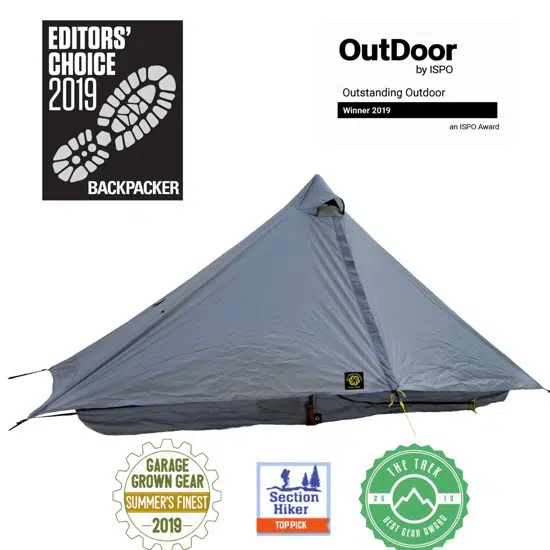 EDITORS'
CHOICE
2019
BACKPACKER
OutDoor
by ISPO
Outstanding Outdoor
Winner 2019
an ISPO Award
GARAGE
GROWN GEAR
SUMMER'S FINEST
2019
Section
Hiker
TOP PICK
THE TREK
2019
BEST GEAR AWARD